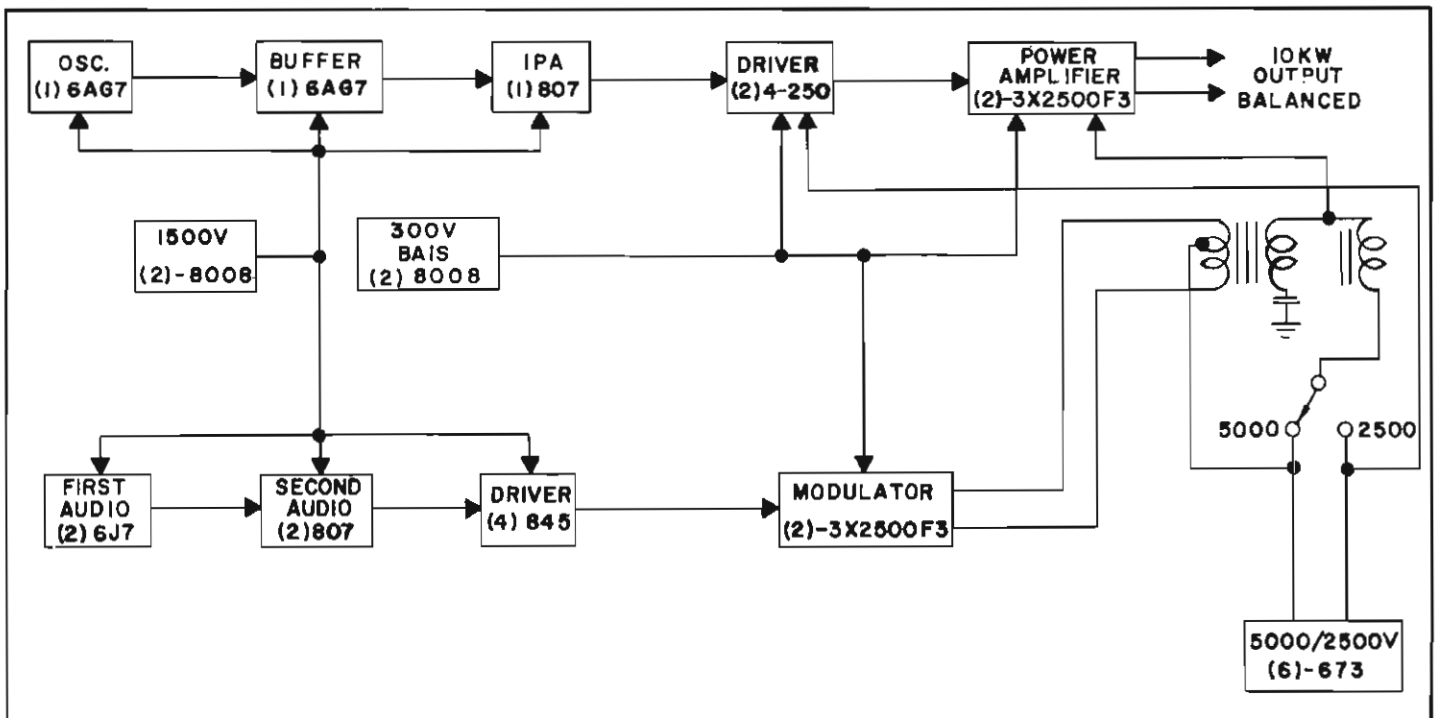 OSC.
(1) 6AG7
BUFFER
(1) 6AG7
IPA
(1) 807
DRIVER
(2) 4-250
POWER
AMPLIFIER
(2)-3X2500F3
10KW
OUTPUT
BALANCED
1500V
(2)-8008
300V
BAIS
(2) 8008
5000
2500
FIRST
AUDIO
(2) 6J7
SECOND
AUDIO
(2) 807
DRIVER
(4) 845
MODULATOR
(2)-3X2500F3
5000/2500V
(6)-673